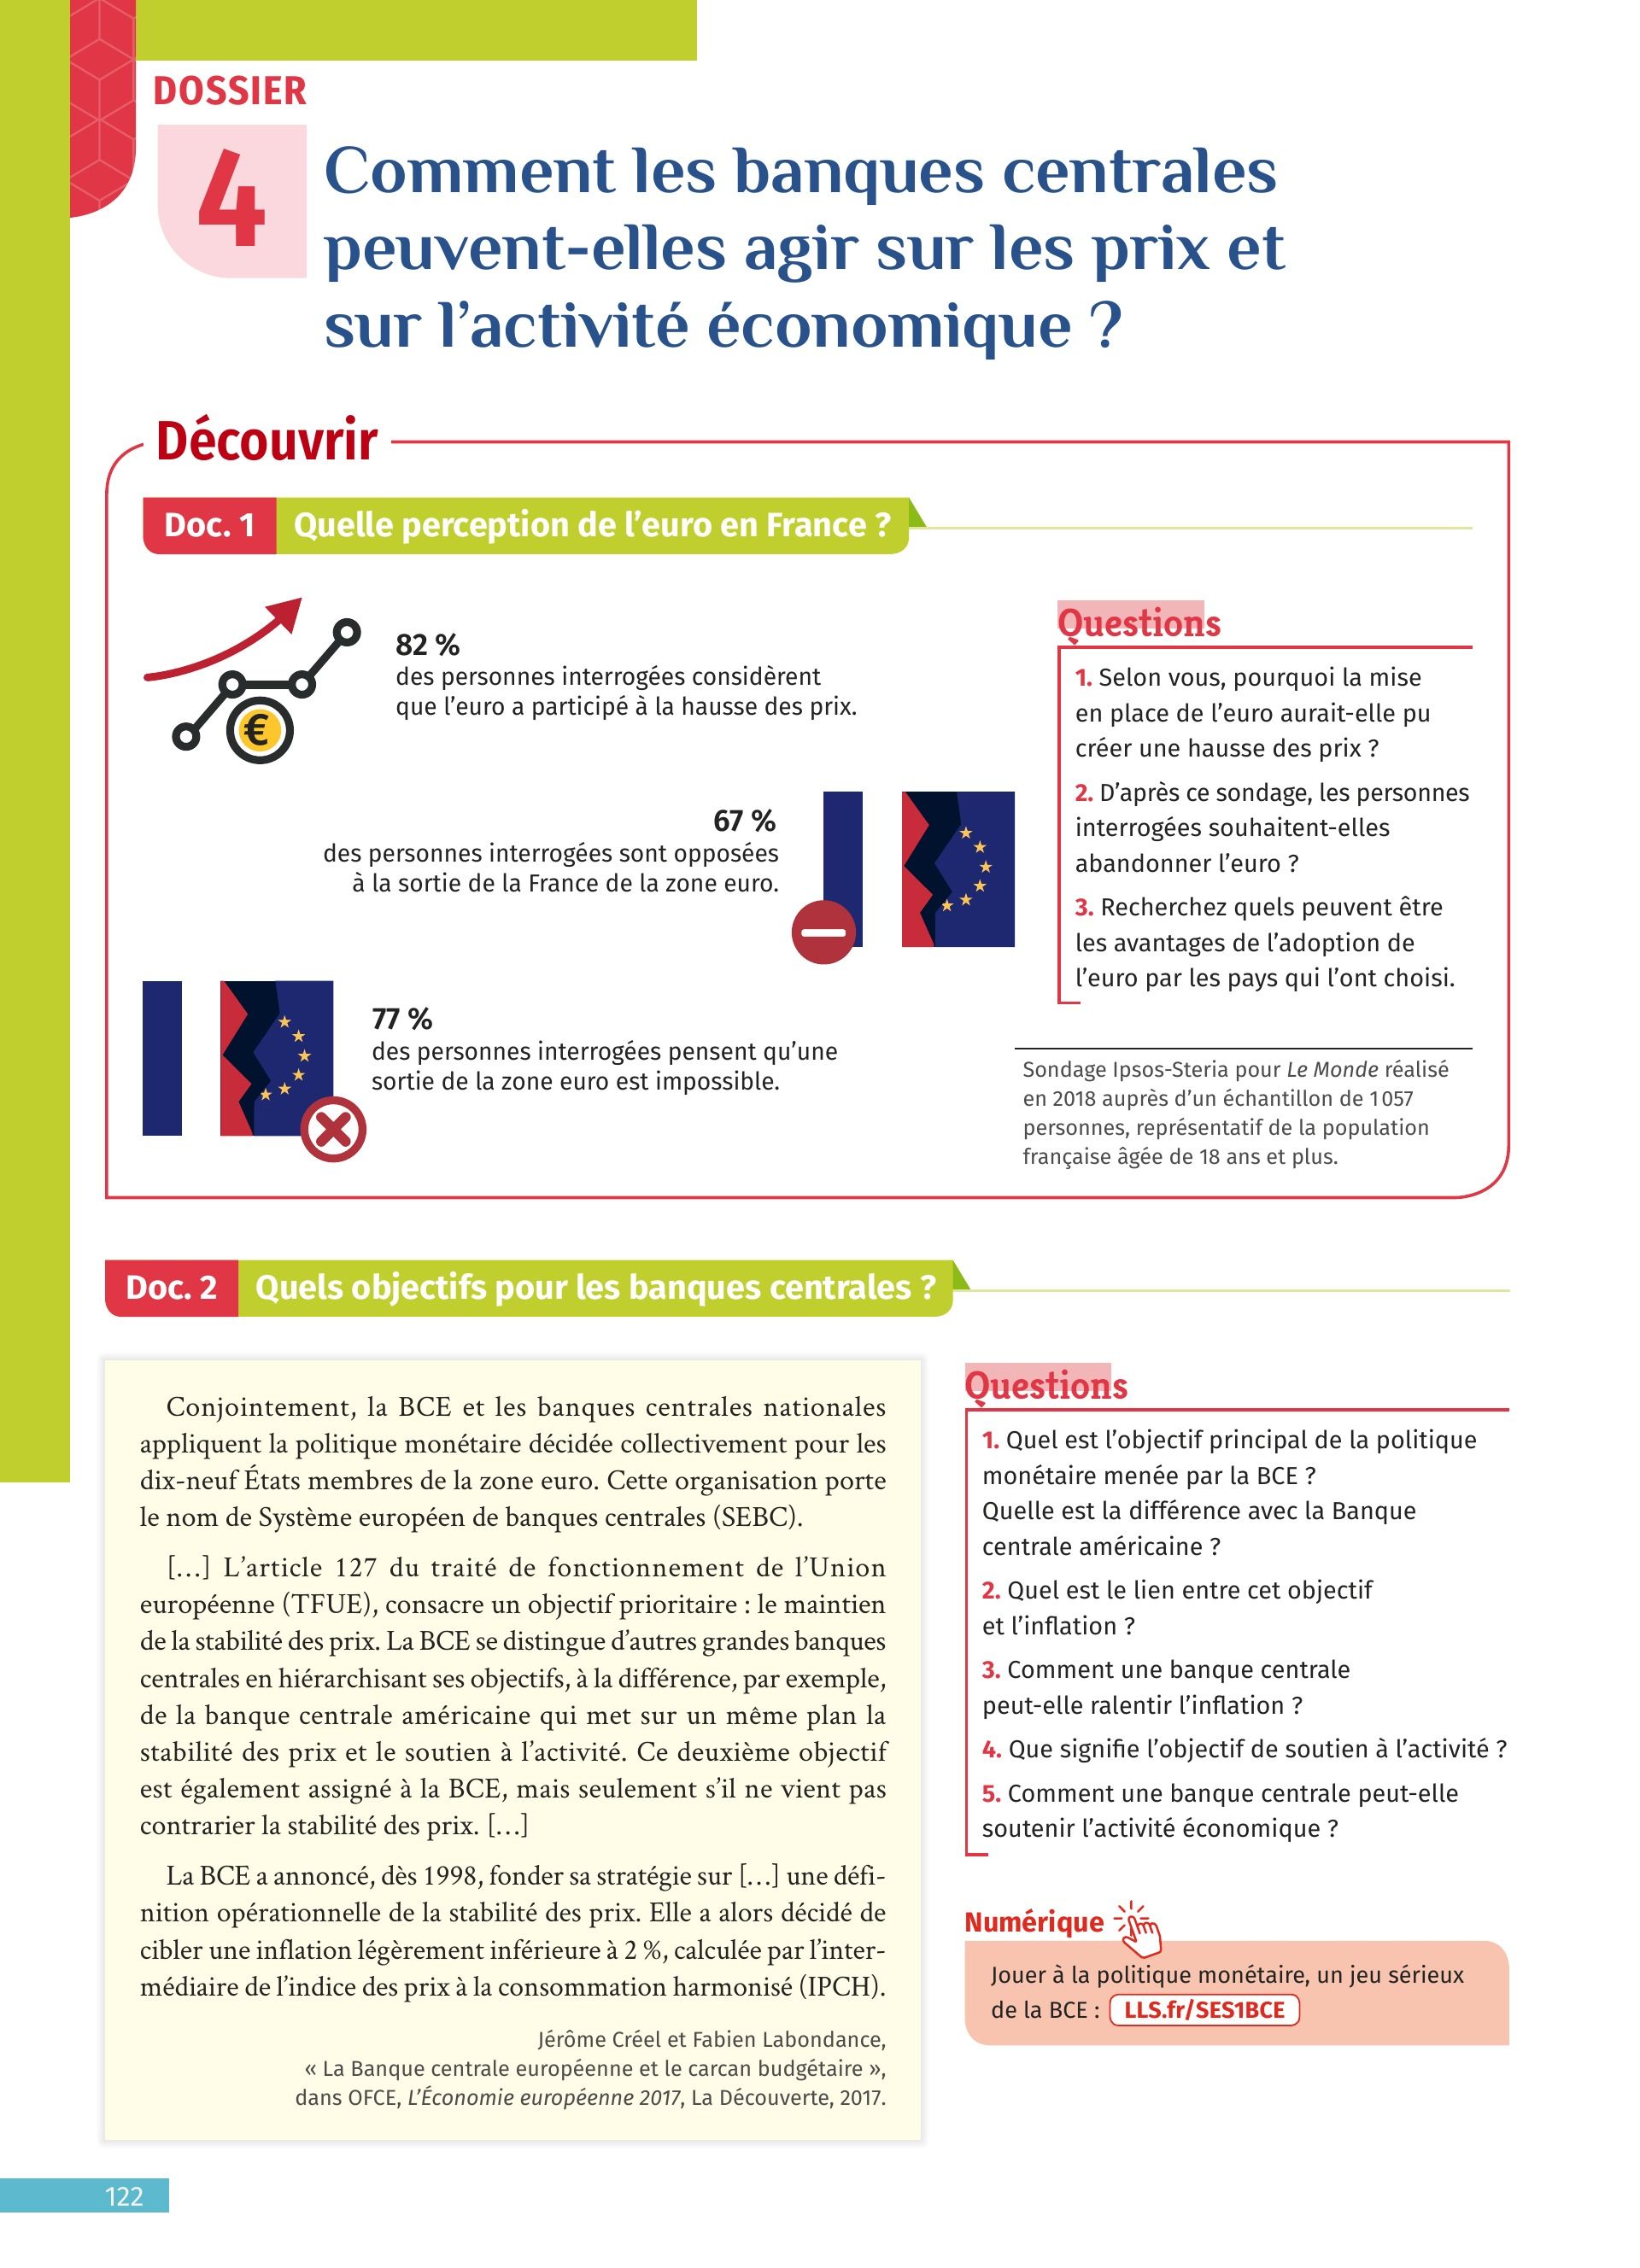 DOSSIER
4
Comment les banques centrales
peuvent-elles agir sur les prix et
sur l’activité économique ?
Découvrir
Doc. 1 Quelle perception de l’euro en France ?
€
82 %
des personnes interrogées considèrent
que l’euro a participé à la hausse des prix.
67 %
des personnes interrogées sont opposées
à la sortie de la France de la zone euro.
77 %
des personnes interrogées pensent qu’une
sortie de la zone euro est impossible.
Questions
1. Selon vous, pourquoi la mise
en place de l’euro aurait-elle pu
créer une hausse des prix ?
2. D’après ce sondage, les personnes
interrogées souhaitent-elles
abandonner l’euro ?
3. Recherchez quels peuvent être
les avantages de l’adoption de
l’euro par les pays qui l’ont choisi.
Sondage Ipsos-Steria pour Le Monde réalisé
en 2018 auprès d’un échantillon de 1 057
personnes, représentatif de la population
française âgée de 18 ans et plus.
Doc. 2 Quels objectifs pour les banques centrales ?
Conjointement, la BCE et les banques centrales nationales
appliquent la politique monétaire décidée collectivement pour les
dix-neuf États membres de la zone euro. Cette organisation porte
le nom de Système européen de banques centrales (SEBC).
[…] L’article 127 du traité de fonctionnement de l’Union
européenne (TFUE), consacre un objectif prioritaire : le maintien
de la stabilité des prix. La BCE se distingue d’autres grandes banques
centrales en hiérarchisant ses objectifs, à la différence, par exemple,
de la banque centrale américaine qui met sur un même plan la
stabilité des prix et le soutien à l’activité. Ce deuxième objectif
est également assigné à la BCE, mais seulement s’il ne vient pas
contrarier la stabilité des prix. […]
La BCE a annoncé, dès 1998, fonder sa stratégie sur […] une défi-
nition opérationnelle de la stabilité des prix. Elle a alors décidé de
cibler une inflation légèrement inférieure à 2 %, calculée par l’inter-
médiaire de l’indice des prix à la consommation harmonisé (IPCH).
Jérôme Créel et Fabien Labondance,
« La Banque centrale européenne et le carcan budgétaire »,
dans OFCE, L’Économie européenne 2017, La Découverte, 2017.
Questions
1. Quel est l’objectif principal de la politique
monétaire menée par la BCE ?
Quelle est la différence avec la Banque
centrale américaine ?
2. Quel est le lien entre cet objectif
et l’inflation ?
3. Comment une banque centrale
peut-elle ralentir l’inflation ?
4. Que signifie l’objectif de soutien à l’activité ?
5. Comment une banque centrale peut-elle
soutenir l’activité économique ?
Numérique
Jouer à la politique monétaire, un jeu sérieux
de la BCE : LLS.fr/SES1BCE
122